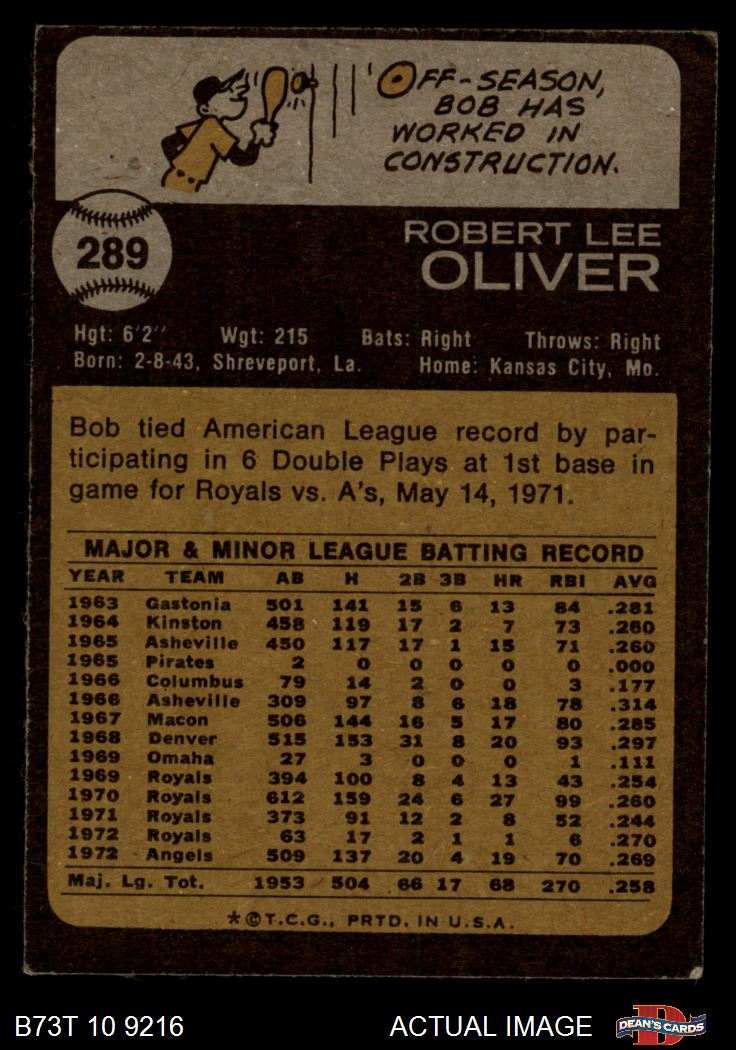 OFF-SEASON,
BOB HAS
WORKED IN
CONSTRUCTION.
289
ROBERT LEE
OLIVER
Hgt: 6'2" Wgt: 215 Bats: Right Throws: Right
Born: 2-8-43, Shreveport, La. Home: Kansas City, Mo.
Bob tied American League record by par-
ticipating in 6 Double Plays at 1st base in
game for Royals vs. A's, May 14, 1971.
MAJOR & MINOR LEAGUE BATTING RECORD
YEAR TEAM AB H 2B 3B HR RBI AVG
1963 Gastonia 501 141 15 6 13 84 .281
1964 Kinston 458 119 17 2 7 73 .260
1965 Asheville 450 117 17 1 15 71 .260
1965 Pirates 2 0 0 0 0 0 .000
1966 Columbus 79 14 2 0 0 3 .177
1966 Asheville 309 97 8 6 18 78 .314
1967 Macon 506 144 16 5 17 80 .285
1968 Denver 515 153 31 8 20 93 .297
1969 Omaha 27 3 0 0 0 1 .111
1969 Royals 394 100 8 4 13 43 .254
1970 Royals 612 159 24 6 27 99 .260
1971 Royals 373 91 12 2 8 52 .244
1972 Royals 63 17 2 1 1 6 .270
1972 Angels 509 137 20 4 19 70 .269
Maj. Lg. Tot. 1953 504 66 17 68 270 .258
*©T.C.G., PRTD. IN U.S.A.
B73T 10 9216 ACTUAL IMAGE D DEAN'S CARDS